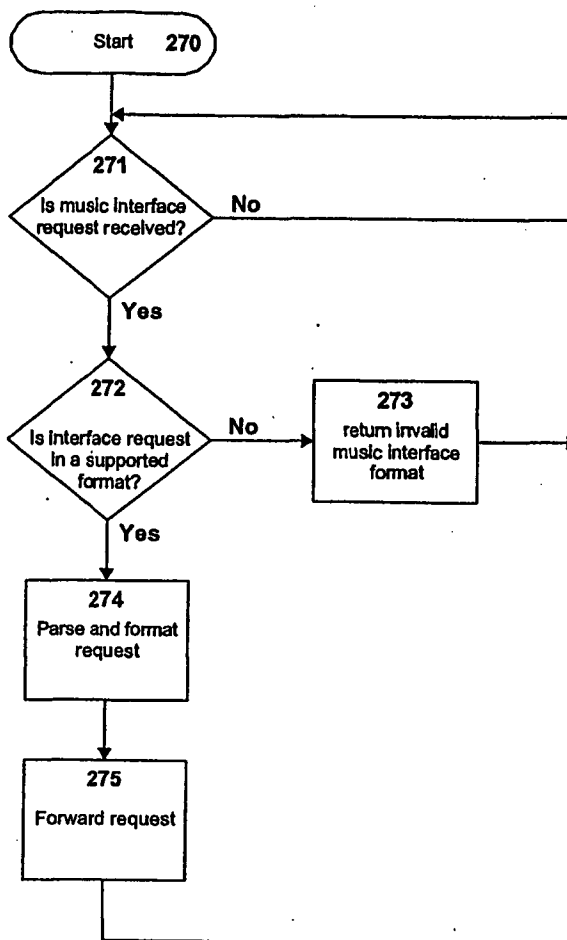 Start 270
271
Is music interface
request received?
No
Yes
272
Is interface request
in a supported
format?
No
273
return invalid
music interface
format
Yes
274
Parse and format
request
275
Forward request